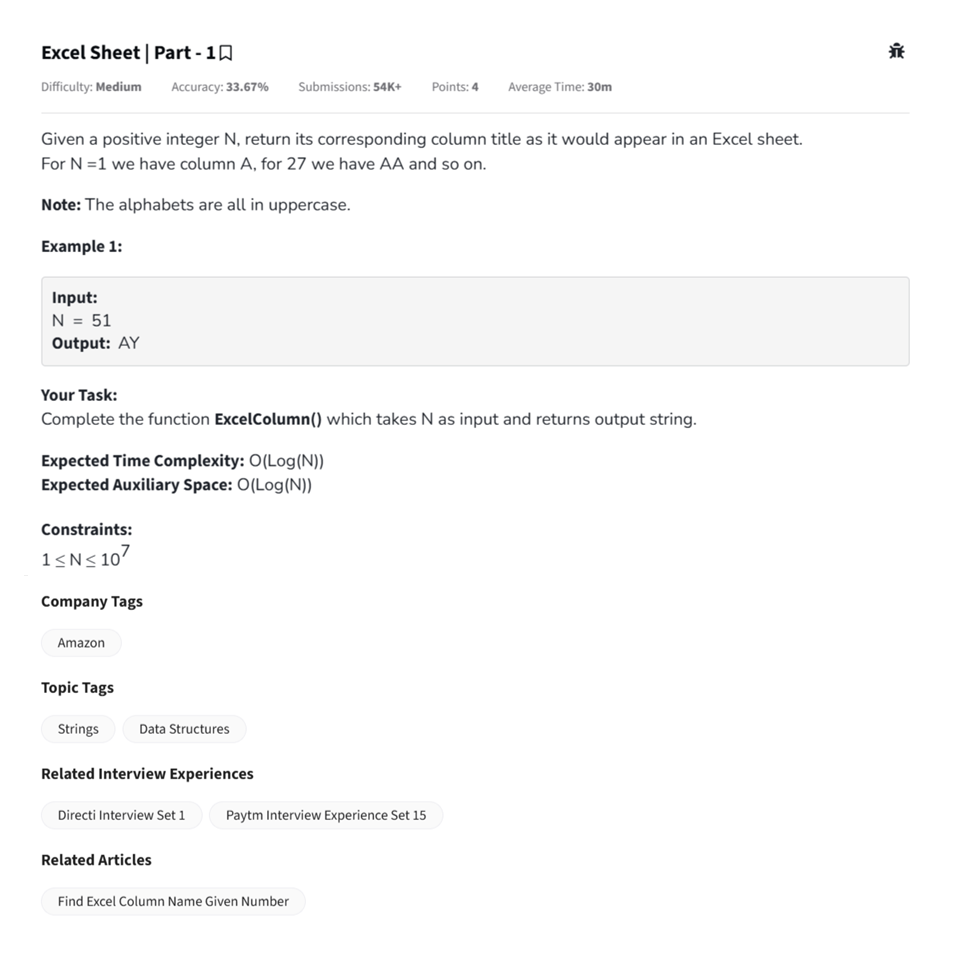 Excel Sheet | Part - 1
Difficulty: Medium Accuracy: 33.67% Submissions: 54K+ Points: 4 Average Time: 30m
Given a positive integer N, return its corresponding column title as it would appear in an Excel sheet.
For N =1 we have column A, for 27 we have AA and so on.
Note: The alphabets are all in uppercase.
Example 1:
Input:
N = 51
Output: AY
Your Task:
Complete the function ExcelColumn() which takes N as input and returns output string.
Expected Time Complexity: O(Log(N))
Expected Auxiliary Space: O(Log(N))
Constraints:
1 ≤ N ≤ 10⁷
Company Tags
Amazon
Topic Tags
Strings Data Structures
Related Interview Experiences
Directi Interview Set 1 Paytm Interview Experience Set 15
Related Articles
Find Excel Column Name Given Number